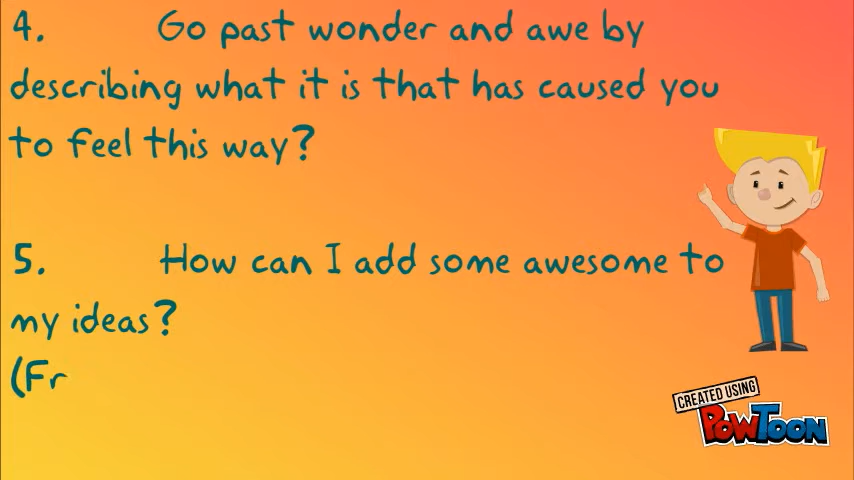 4. Go past wonder and awe by
describing what it is that has caused you
to feel this way?
5. How can I add some awesome to
my ideas?
(Fr
CREATED USING
POWTOON